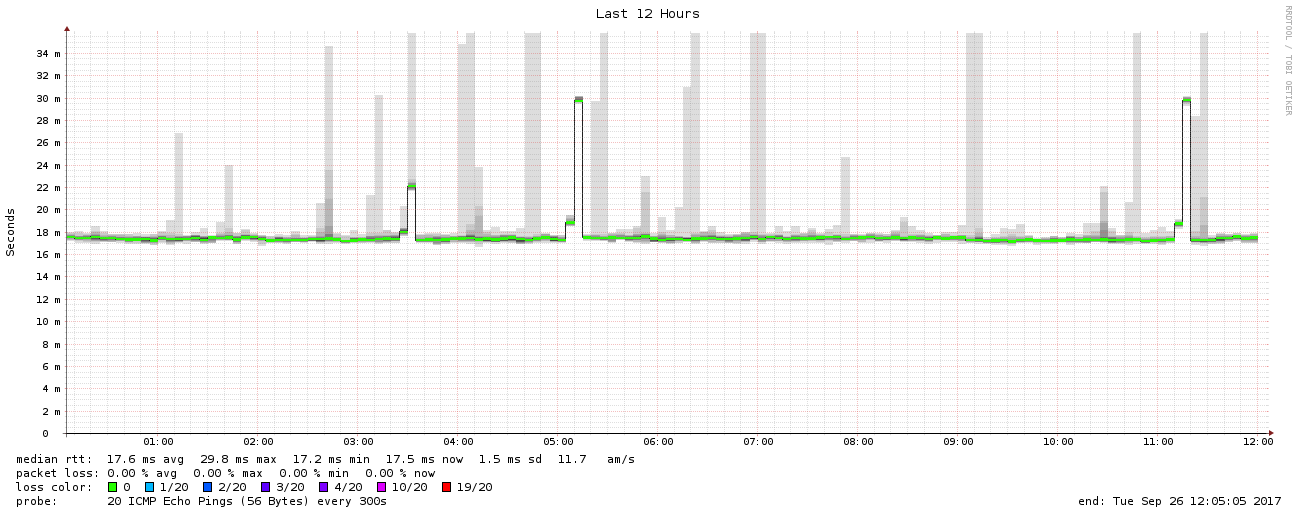 Last 12 Hours
RRDTOOL / TOBI OETIKER
Seconds
34 m
32 m
30 m
28 m
26 m
24 m
22 m
20 m
18 m
16 m
14 m
12 m
10 m
8 m
6 m
4 m
2 m
0
01:00 02:00 03:00 04:00 05:00 06:00 07:00 08:00 09:00 10:00 11:00 12:00
median rtt: 17.6 ms avg 29.8 ms max 17.2 ms min 17.5 ms now 1.5 ms sd 11.7 am/s
packet loss: 0.00 % avg 0.00 % max 0.00 % min 0.00 % now
loss color: 0 1/20 2/20 3/20 4/20 10/20 19/20
probe: 20 ICMP Echo Pings (56 Bytes) every 300s
end: Tue Sep 26 12:05:05 2017